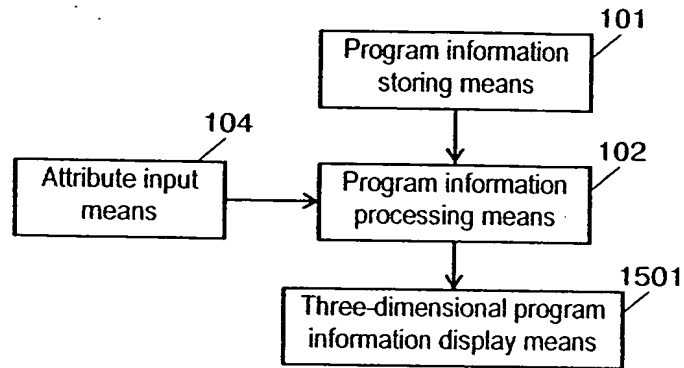 101
Program information
storing means
104
Attribute input
means
102
Program information
processing means
1501
Three-dimensional program
information display means